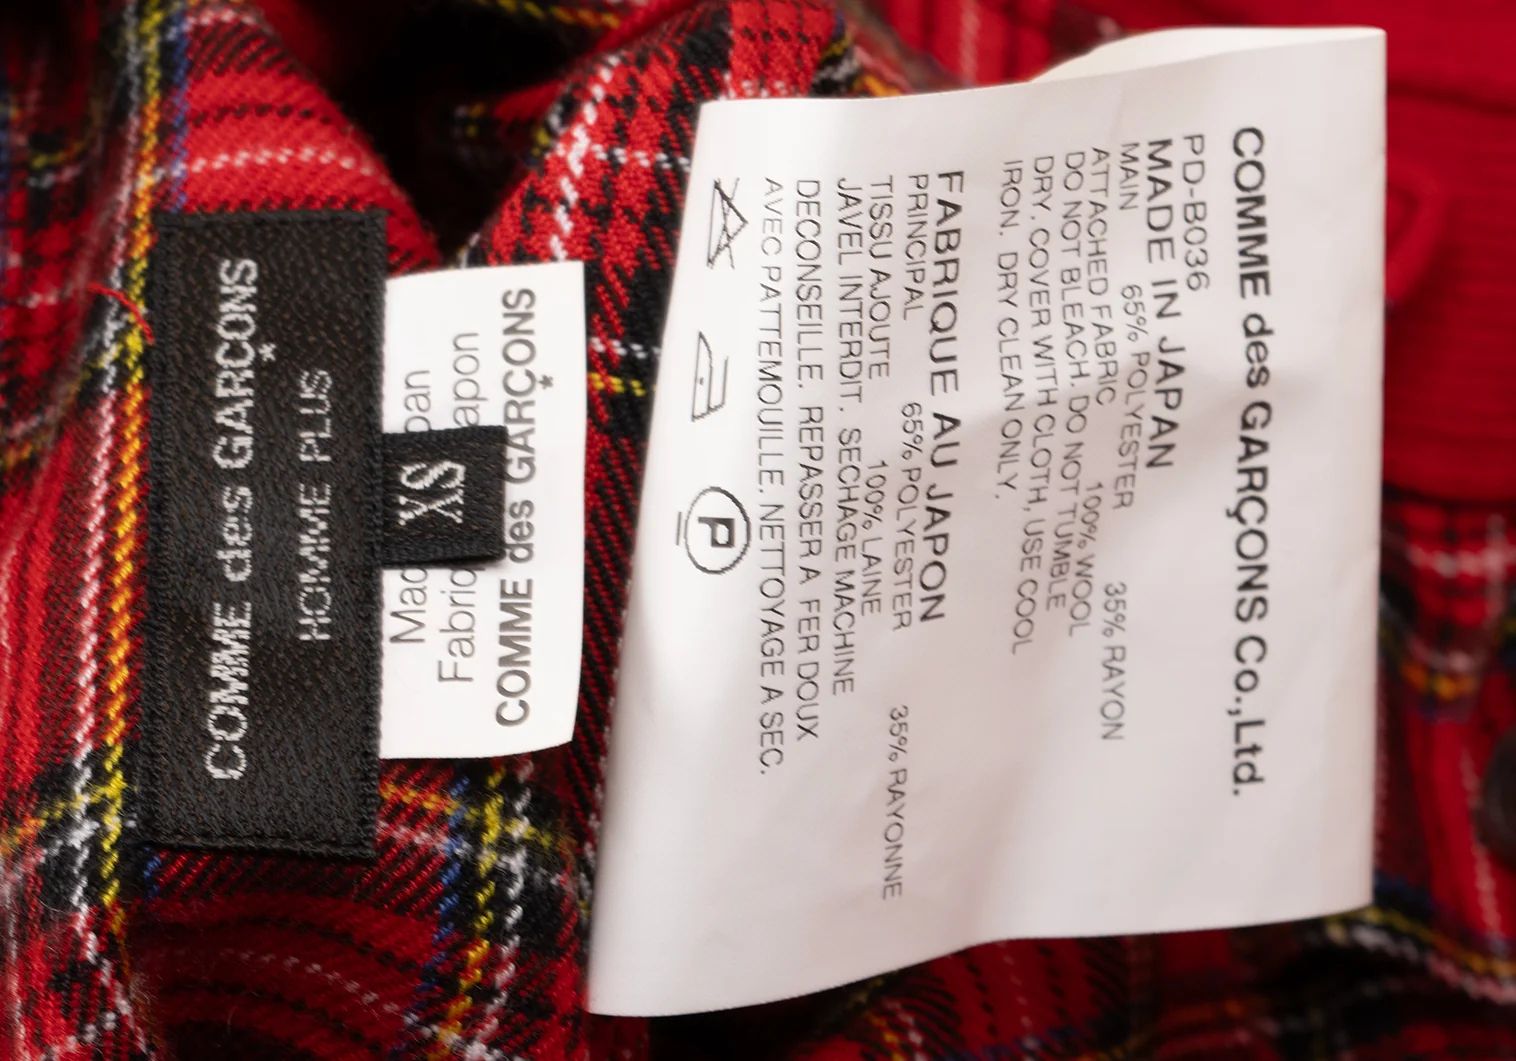 COMME des GARÇONS
*
HOMME PLUS
XS
COMME des GARÇONS
*
COMME des GARÇONS Co.,Ltd.
PD-B036
MADE IN JAPAN
MAIN 65% POLYESTER 35% RAYON
ATTACHED FABRIC 100% WOOL
DO NOT BLEACH. DO NOT TUMBLE
DRY. COVER WITH CLOTH, USE COOL
IRON. DRY CLEAN ONLY.
FABRIQUE AU JAPON
PRINCIPAL 65% POLYESTER 35% RAYONNE
TISSU AJOUTE 100% LAINE
JAVEL INTERDIT. SECHAGE MACHINE
DECONSEILLE. REPASSER A FER DOUX
AVEC PATTEMOUILLE. NETTOYAGE A SEC.
P